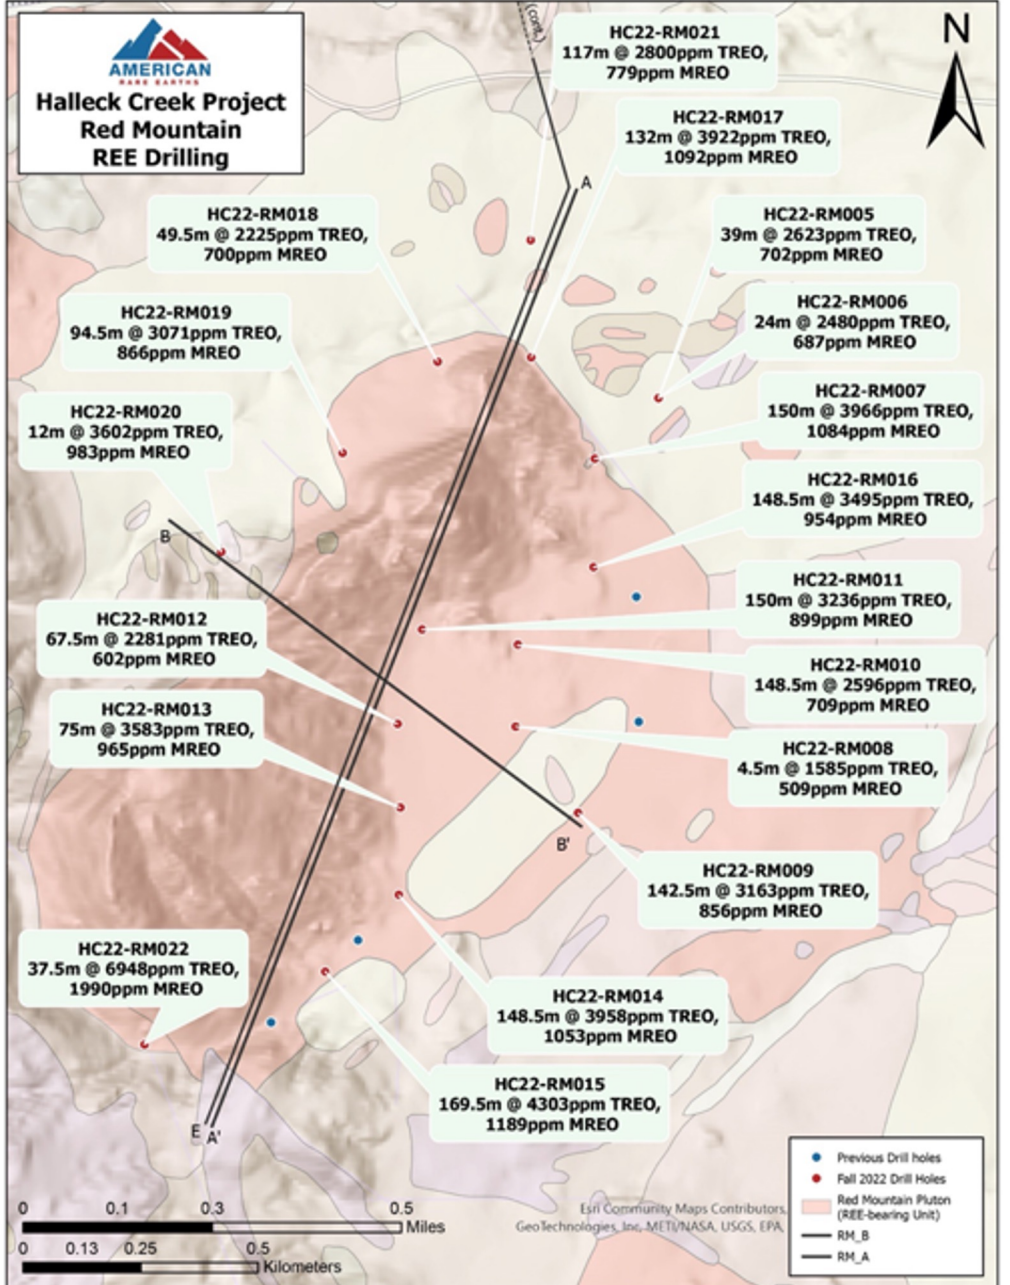 (cont.)
AMERICAN
RARE EARTHS
Halleck Creek Project
Red Mountain
REE Drilling
N
HC22-RM021
117m @ 2800ppm TREO,
779ppm MREO
HC22-RM017
132m @ 3922ppm TREO,
1092ppm MREO
A
HC22-RM018
49.5m @ 2225ppm TREO,
700ppm MREO
HC22-RM005
39m @ 2623ppm TREO,
702ppm MREO
HC22-RM019
94.5m @ 3071ppm TREO,
866ppm MREO
HC22-RM006
24m @ 2480ppm TREO,
687ppm MREO
HC22-RM020
12m @ 3602ppm TREO,
983ppm MREO
HC22-RM007
150m @ 3966ppm TREO,
1084ppm MREO
HC22-RM016
148.5m @ 3495ppm TREO,
954ppm MREO
B
HC22-RM011
150m @ 3236ppm TREO,
899ppm MREO
HC22-RM012
67.5m @ 2281ppm TREO,
602ppm MREO
HC22-RM010
148.5m @ 2596ppm TREO,
709ppm MREO
HC22-RM013
75m @ 3583ppm TREO,
965ppm MREO
HC22-RM008
4.5m @ 1585ppm TREO,
509ppm MREO
B'
HC22-RM009
142.5m @ 3163ppm TREO,
856ppm MREO
HC22-RM022
37.5m @ 6948ppm TREO,
1990ppm MREO
HC22-RM014
148.5m @ 3958ppm TREO,
1053ppm MREO
HC22-RM015
169.5m @ 4303ppm TREO,
1189ppm MREO
E A'
Previous Drill holes
Fall 2022 Drill Holes
Red Mountain Pluton
(REE-bearing Unit)
RM_B
RM_A
0 0.1 0.3 0.5
Miles
0 0.13 0.25 0.5
Kilometers
Esri Community Maps Contributors,
GeoTechnologies, Inc, METI/NASA, USGS, EPA,